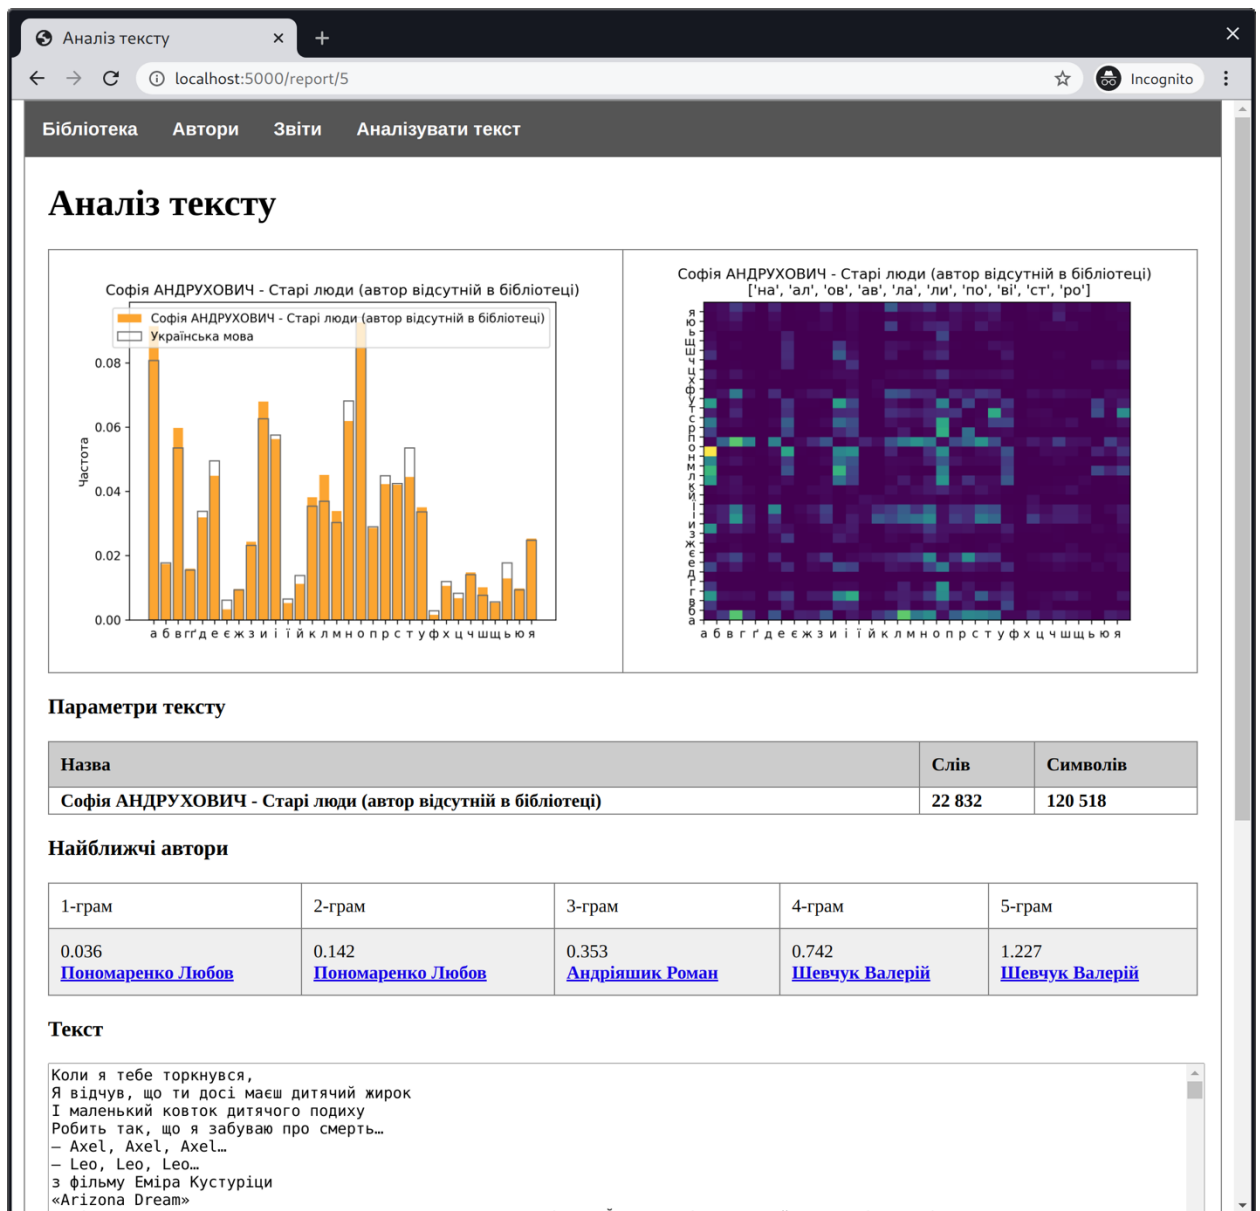 Аналіз тексту
localhost:5000/report/5
Incognito
Бібліотека Автори Звіти Аналізувати текст
Аналіз тексту
Софія АНДРУХОВИЧ - Старі люди (автор відсутній в бібліотеці)
Софія АНДРУХОВИЧ - Старі люди (автор відсутній в бібліотеці)
Українська мова
0.08
0.06
0.04
0.02
0.00
Частота
а б в г ґ д е є ж з и і ї й к л м н о п р с т у ф х ц ч ш щ ь ю я
Софія АНДРУХОВИЧ - Старі люди (автор відсутній в бібліотеці)
['на', 'ал', 'ов', 'ав', 'ла', 'ли', 'по', 'ві', 'ст', 'ро']
я
ю
ь
щ
ш
ч
ц
х
ф
у
т
с
р
п
о
н
м
л
к
й
ї
і
и
з
ж
є
е
д
ґ
г
в
б
а
а б в г ґ д е є ж з и і ї й к л м н о п р с т у ф х ц ч ш щ ь ю я
Параметри тексту
Назва Слів Символів
Софія АНДРУХОВИЧ - Старі люди (автор відсутній в бібліотеці) 22 832 120 518
Найближчі автори
1-грам 2-грам 3-грам 4-грам 5-грам
0.036 0.142 0.353 0.742 1.227
Пономаренко Любов Пономаренко Любов Андріяшик Роман Шевчук Валерій Шевчук Валерій
Текст
Коли я тебе торкнувся,
Я відчув, що ти досі маєш дитячий жирок
І маленький ковток дитячого подиху
Робить так, що я забуваю про смерть…
— Axel, Axel, Axel…
— Leo, Leo, Leo…
з фільму Еміра Кустуріци
«Arizona Dream»